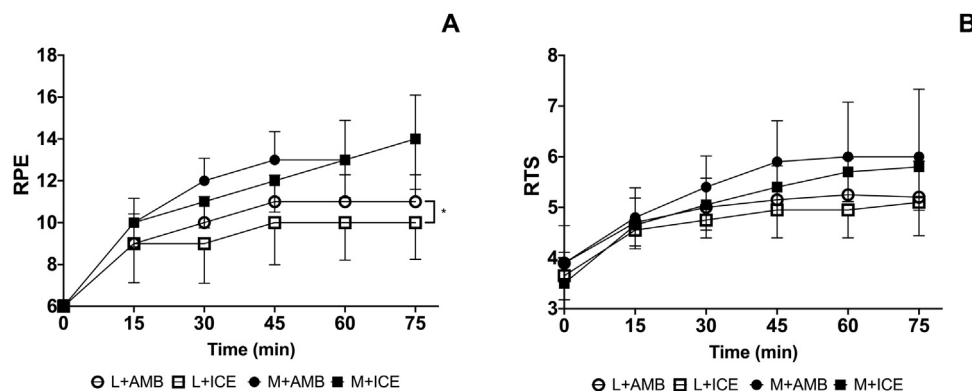 A
18
16
14
12
10
8
6
RPE
*
0 15 30 45 60 75
Time (min)
L+AMB L+ICE M+AMB M+ICE
B
8
7
6
5
4
3
RTS
0 15 30 45 60 75
Time (min)
L+AMB L+ICE M+AMB M+ICE